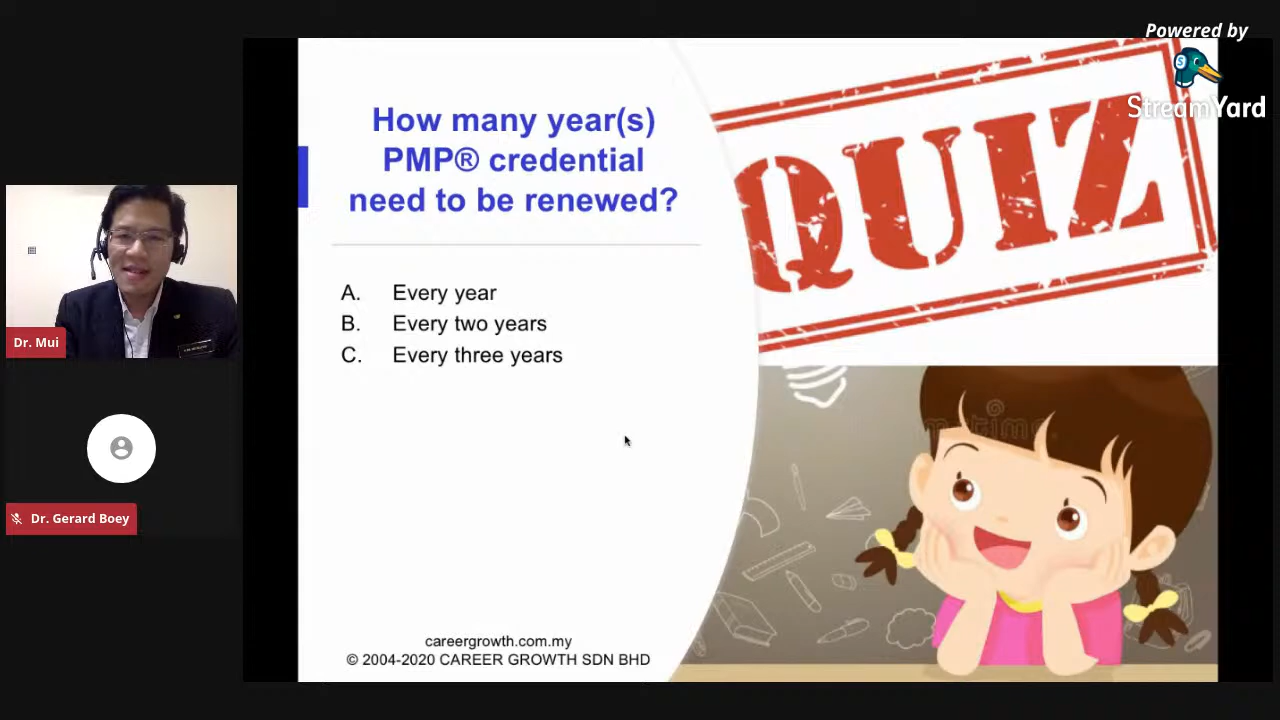 Powered by
StreamYard
How many year(s)
PMP® credential
need to be renewed?
A. Every year
B. Every two years
C. Every three years
QUIZ
Dr. Mui
Dr. Gerard Boey
careergrowth.com.my
© 2004-2020 CAREER GROWTH SDN BHD